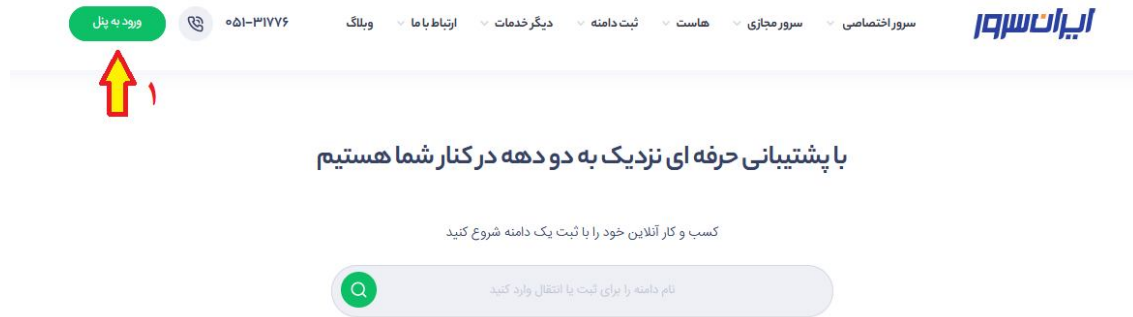 ایران‌سرور سرور اختصاصی سرور مجازی هاست ثبت دامنه دیگر خدمات ارتباط با ما وبلاگ ۰۵۱-۳۱۷۷۶ ورود به پنل
۱
با پشتیبانی حرفه ای نزدیک به دو دهه در کنار شما هستیم
کسب و کار آنلاین خود را با ثبت یک دامنه شروع کنید
نام دامنه را برای ثبت یا انتقال وارد کنید